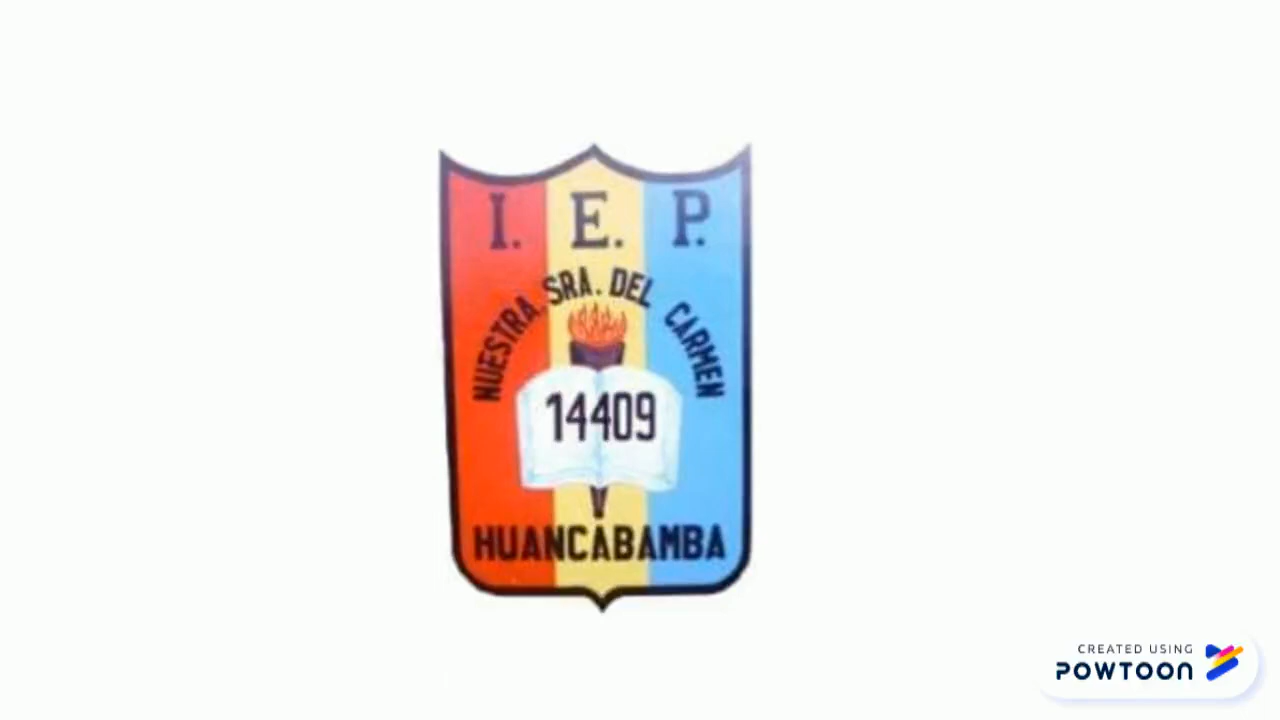 I. E. P.
NUESTRA. SRA. DEL CARMEN
14409
HUANCABAMBA
CREATED USING
POWTOON